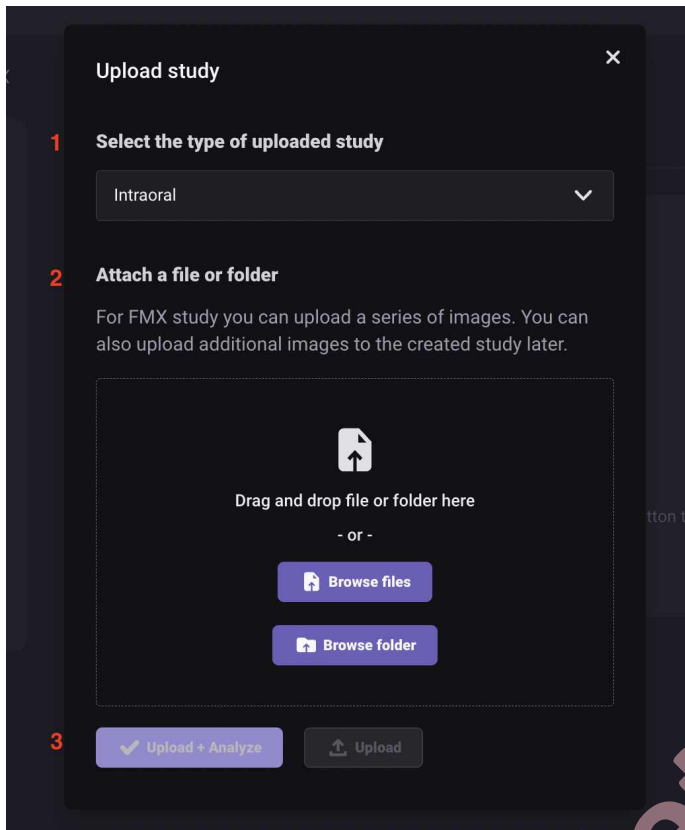 Upload study
1 Select the type of uploaded study
Intraoral
2 Attach a file or folder
For FMX study you can upload a series of images. You can
also upload additional images to the created study later.
Drag and drop file or folder here
- or -
Browse files
tton t
Browse folder
3 Upload + Analyze Upload